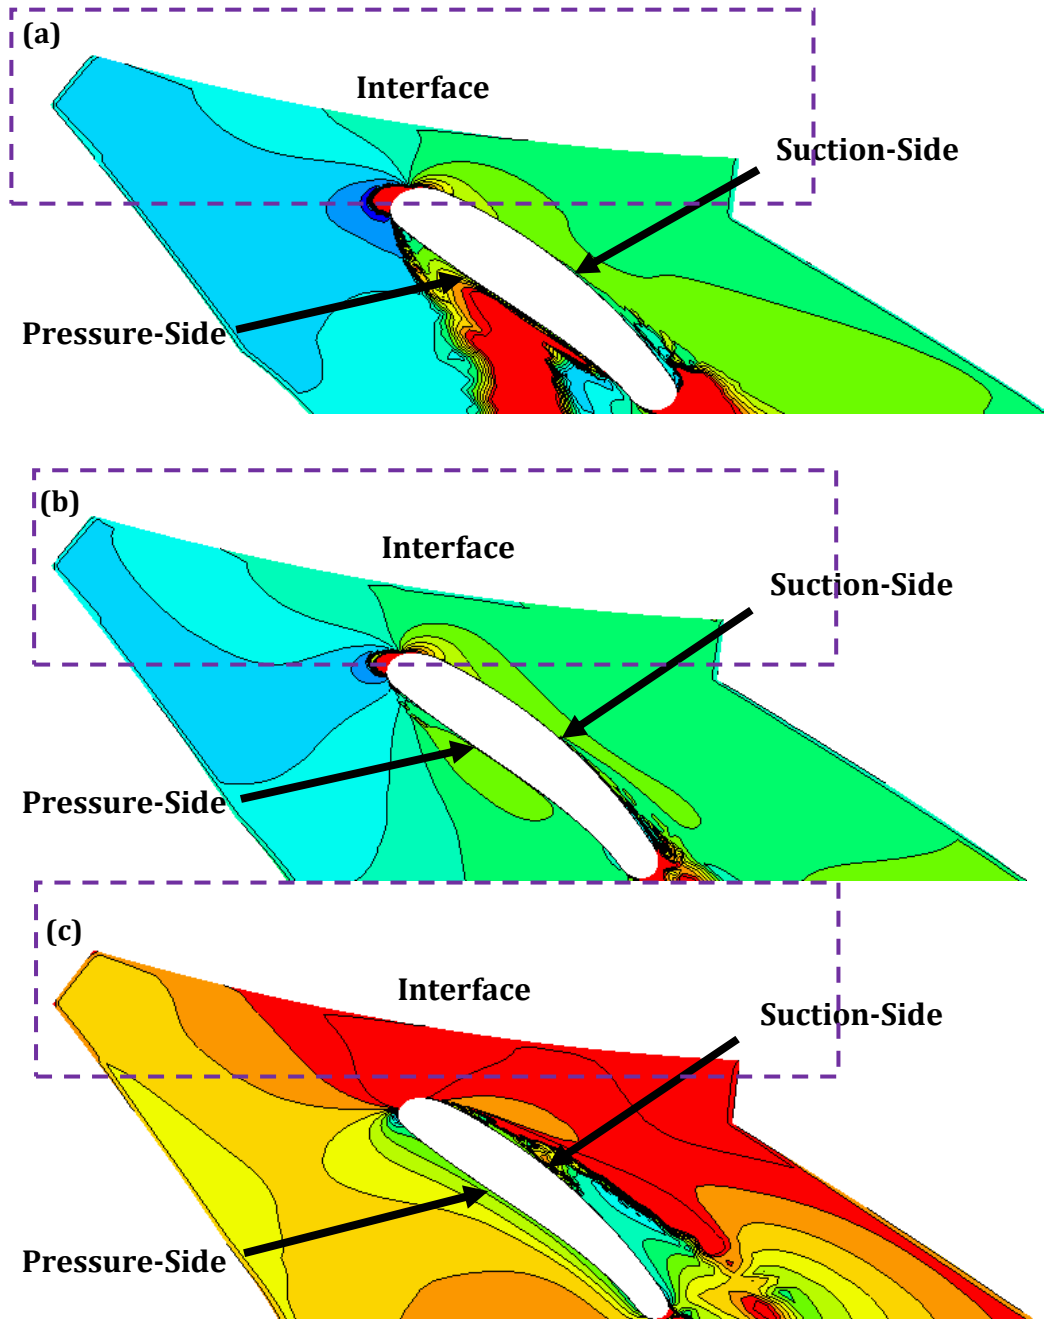 (a)
Interface
Suction-Side
Pressure-Side
(b)
Interface
Suction-Side
Pressure-Side
(c)
Interface
Suction-Side
Pressure-Side